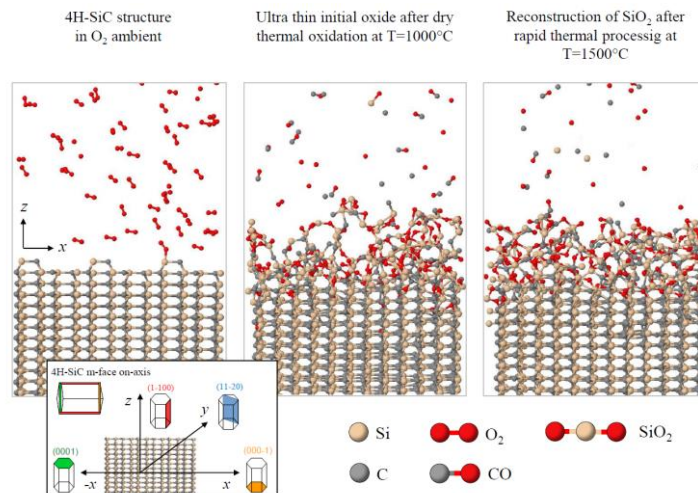 4H-SiC structure
in O₂ ambient
Ultra thin initial oxide after dry
thermal oxidation at T=1000°C
Reconstruction of SiO₂ after
rapid thermal processig at
T=1500°C
z
x
4H-SiC m-face on-axis
(1-100)
(11-20)
z
y
(0001)
(000-1)
-x
x
Si
O₂
SiO₂
C
CO